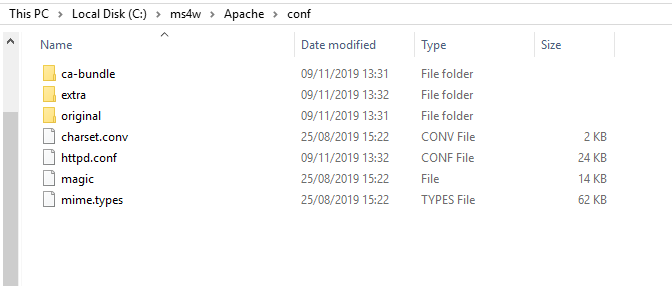 This PC > Local Disk (C:) > ms4w > Apache > conf
Name Date modified Type Size
ca-bundle 09/11/2019 13:31 File folder
extra 09/11/2019 13:32 File folder
original 09/11/2019 13:31 File folder
charset.conv 25/08/2019 15:22 CONV File 2 KB
httpd.conf 09/11/2019 13:32 CONF File 24 KB
magic 25/08/2019 15:22 File 14 KB
mime.types 25/08/2019 15:22 TYPES File 62 KB